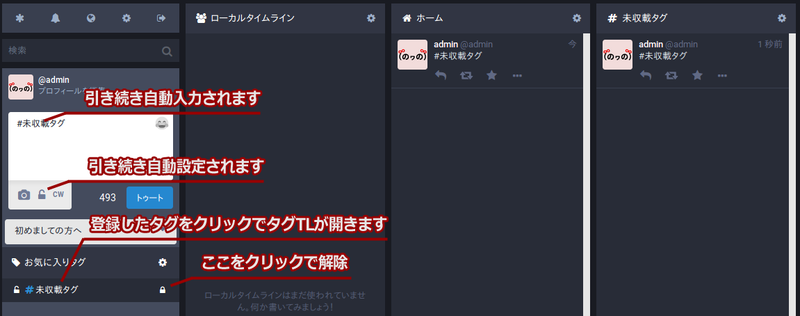 検索
@admin
プロフィールを編集
引き続き自動入力されます
#未収載タグ
引き続き自動設定されます
CW
493
トゥート
初めましての方へ
登録したタグをクリックでタグTLが開きます
お気に入りタグ
ここをクリックで解除
#未収載タグ
ローカルタイムライン
ローカルタイムラインはまだ使われていませ
ん。何か書いてみましょう!
ホーム
admin @admin
今
#未収載タグ
# 未収載タグ
admin @admin
1 秒前
#未収載タグ
(のっの)
(のっの)
(のっの)